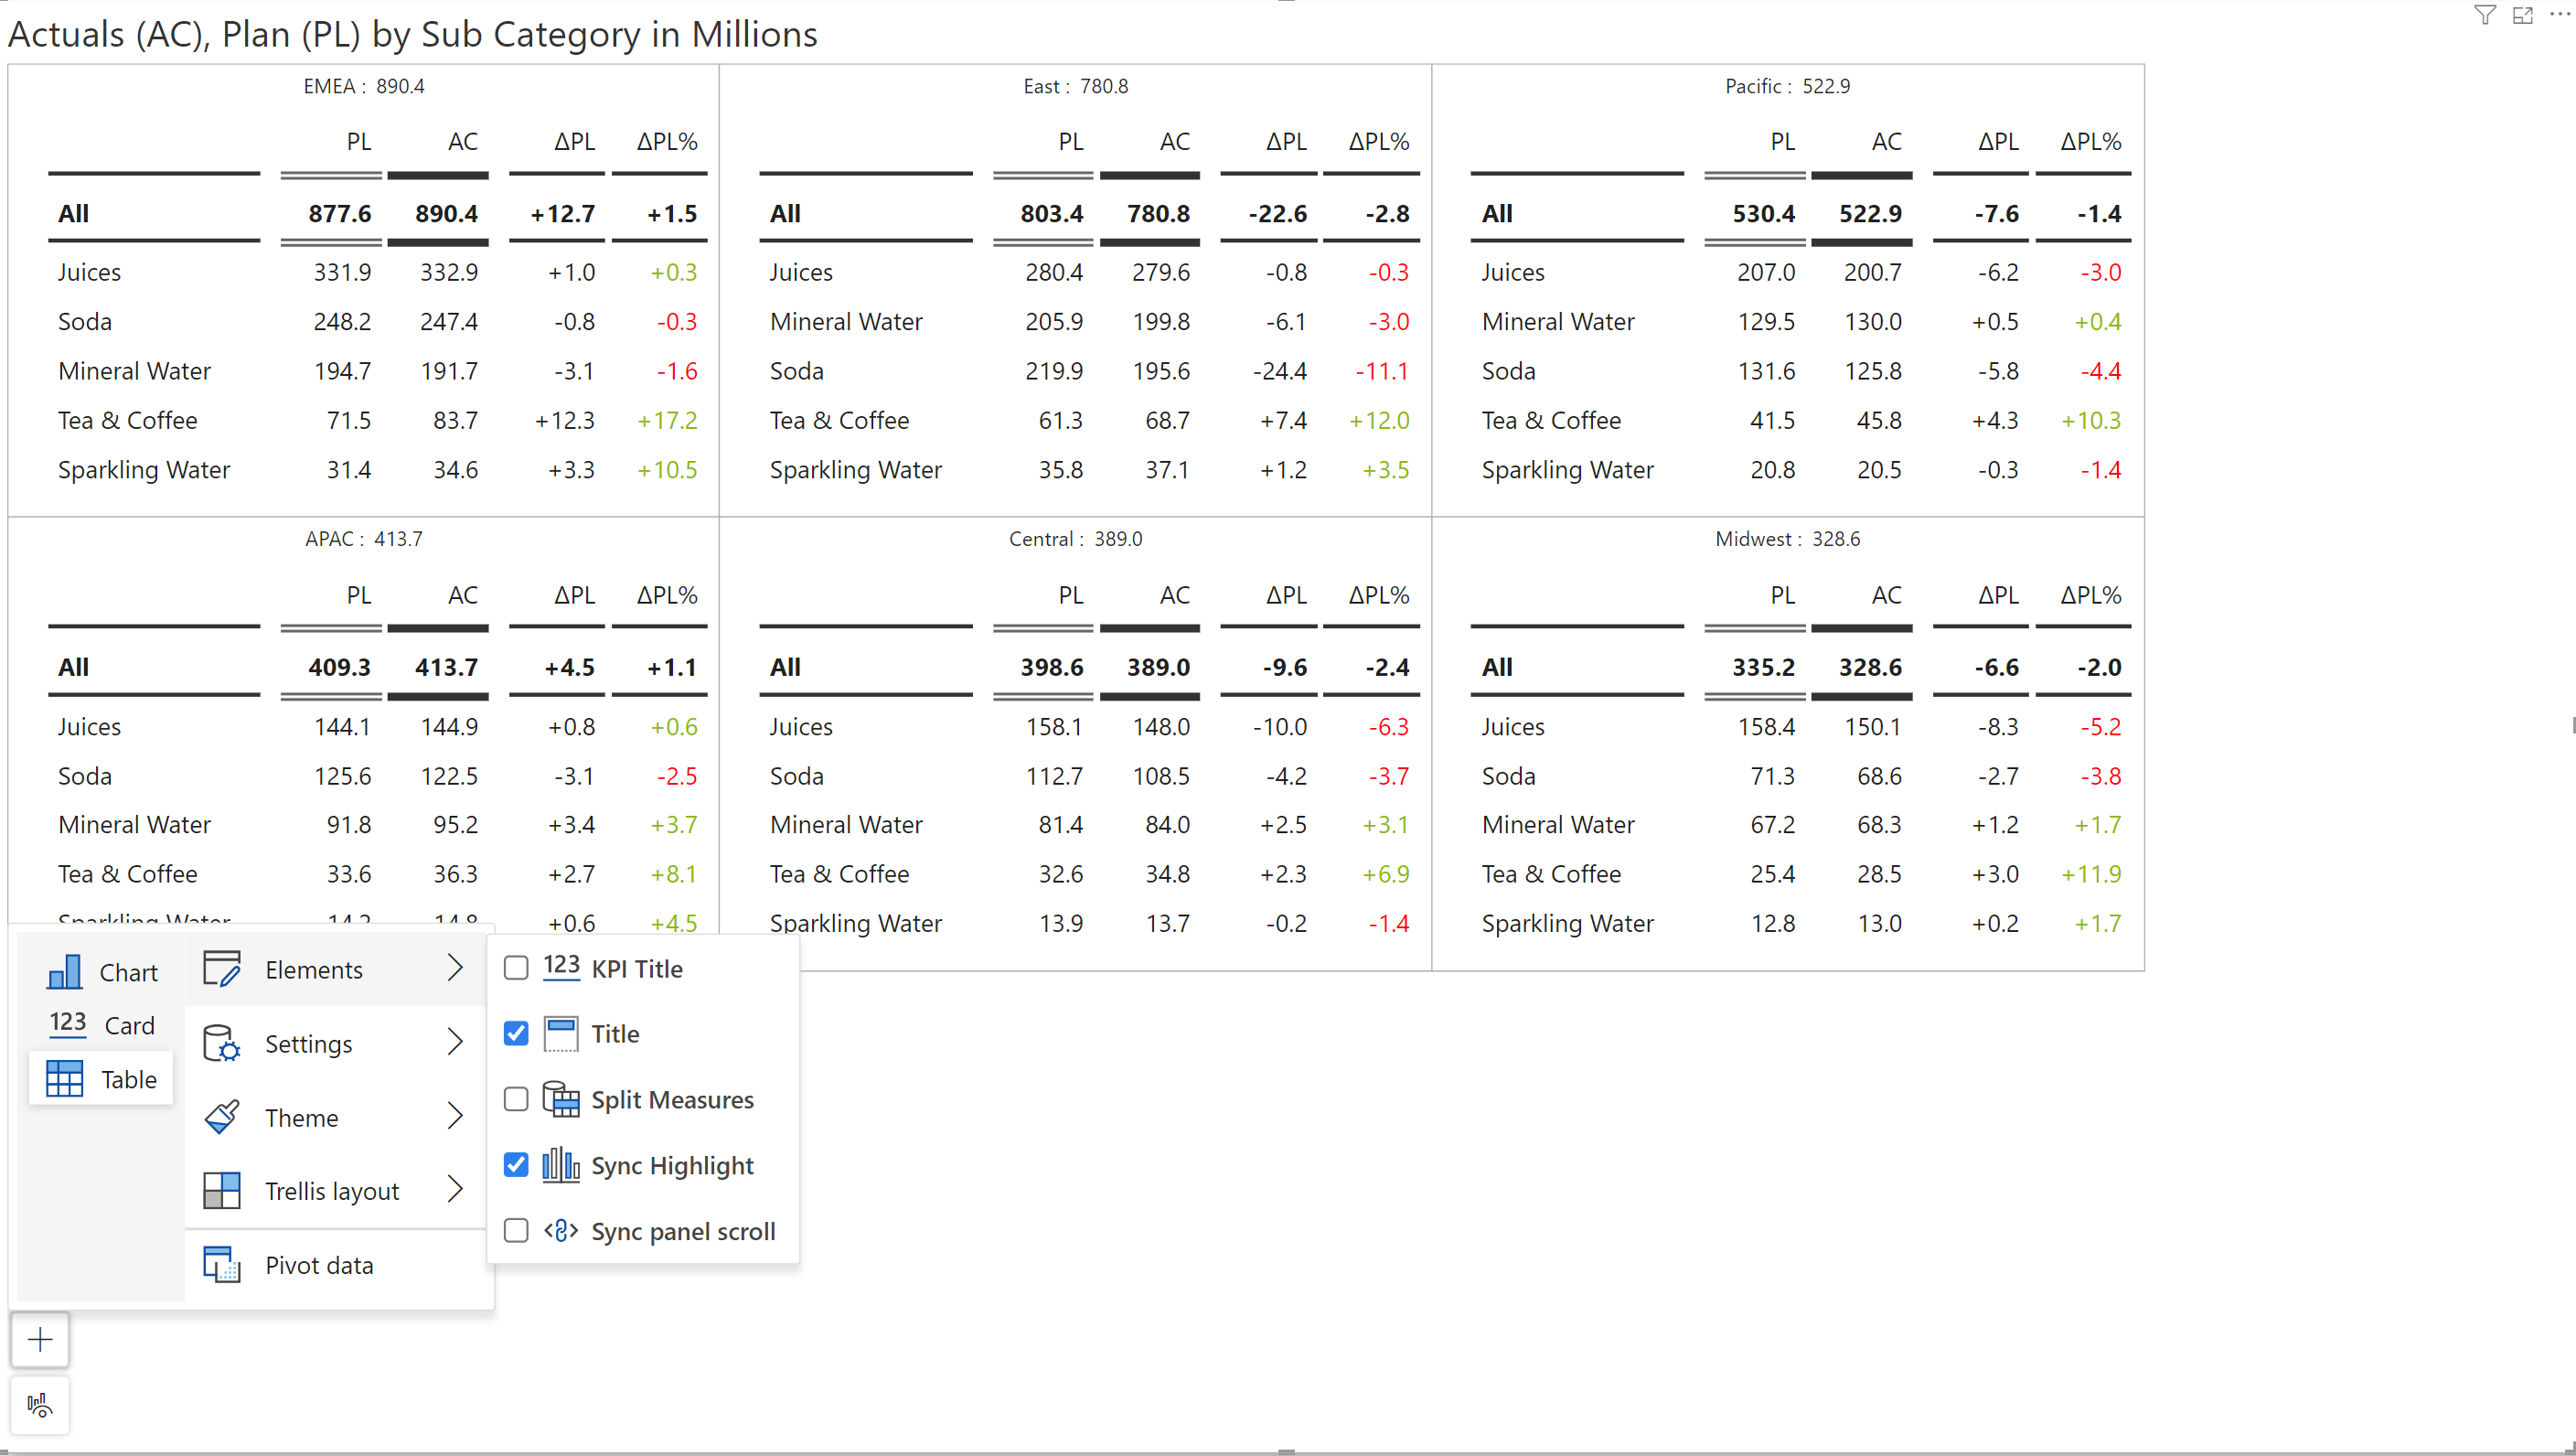 Actuals (AC), Plan (PL) by Sub Category in Millions
EMEA : 890.4
PL AC ΔPL ΔPL%
All 877.6 890.4 +12.7 +1.5
Juices 331.9 332.9 +1.0 +0.3
Soda 248.2 247.4 -0.8 -0.3
Mineral Water 194.7 191.7 -3.1 -1.6
Tea & Coffee 71.5 83.7 +12.3 +17.2
Sparkling Water 31.4 34.6 +3.3 +10.5
East : 780.8
PL AC ΔPL ΔPL%
All 803.4 780.8 -22.6 -2.8
Juices 280.4 279.6 -0.8 -0.3
Mineral Water 205.9 199.8 -6.1 -3.0
Soda 219.9 195.6 -24.4 -11.1
Tea & Coffee 61.3 68.7 +7.4 +12.0
Sparkling Water 35.8 37.1 +1.2 +3.5
Pacific : 522.9
PL AC ΔPL ΔPL%
All 530.4 522.9 -7.6 -1.4
Juices 207.0 200.7 -6.2 -3.0
Mineral Water 129.5 130.0 +0.5 +0.4
Soda 131.6 125.8 -5.8 -4.4
Tea & Coffee 41.5 45.8 +4.3 +10.3
Sparkling Water 20.8 20.5 -0.3 -1.4
APAC : 413.7
PL AC ΔPL ΔPL%
All 409.3 413.7 +4.5 +1.1
Juices 144.1 144.9 +0.8 +0.6
Soda 125.6 122.5 -3.1 -2.5
Mineral Water 91.8 95.2 +3.4 +3.7
Tea & Coffee 33.6 36.3 +2.7 +8.1
Sparkling Water 14.2 14.8 +0.6 +4.5
Central : 389.0
PL AC ΔPL ΔPL%
All 398.6 389.0 -9.6 -2.4
Juices 158.1 148.0 -10.0 -6.3
Soda 112.7 108.5 -4.2 -3.7
Mineral Water 81.4 84.0 +2.5 +3.1
Tea & Coffee 32.6 34.8 +2.3 +6.9
Sparkling Water 13.9 13.7 -0.2 -1.4
Midwest : 328.6
PL AC ΔPL ΔPL%
All 335.2 328.6 -6.6 -2.0
Juices 158.4 150.1 -8.3 -5.2
Soda 71.3 68.6 -2.7 -3.8
Mineral Water 67.2 68.3 +1.2 +1.7
Tea & Coffee 25.4 28.5 +3.0 +11.9
Sparkling Water 12.8 13.0 +0.2 +1.7
Chart
123 Card
Table
Elements
Settings
Theme
Trellis layout
Pivot data
123 KPI Title
Title
Split Measures
Sync Highlight
Sync panel scroll